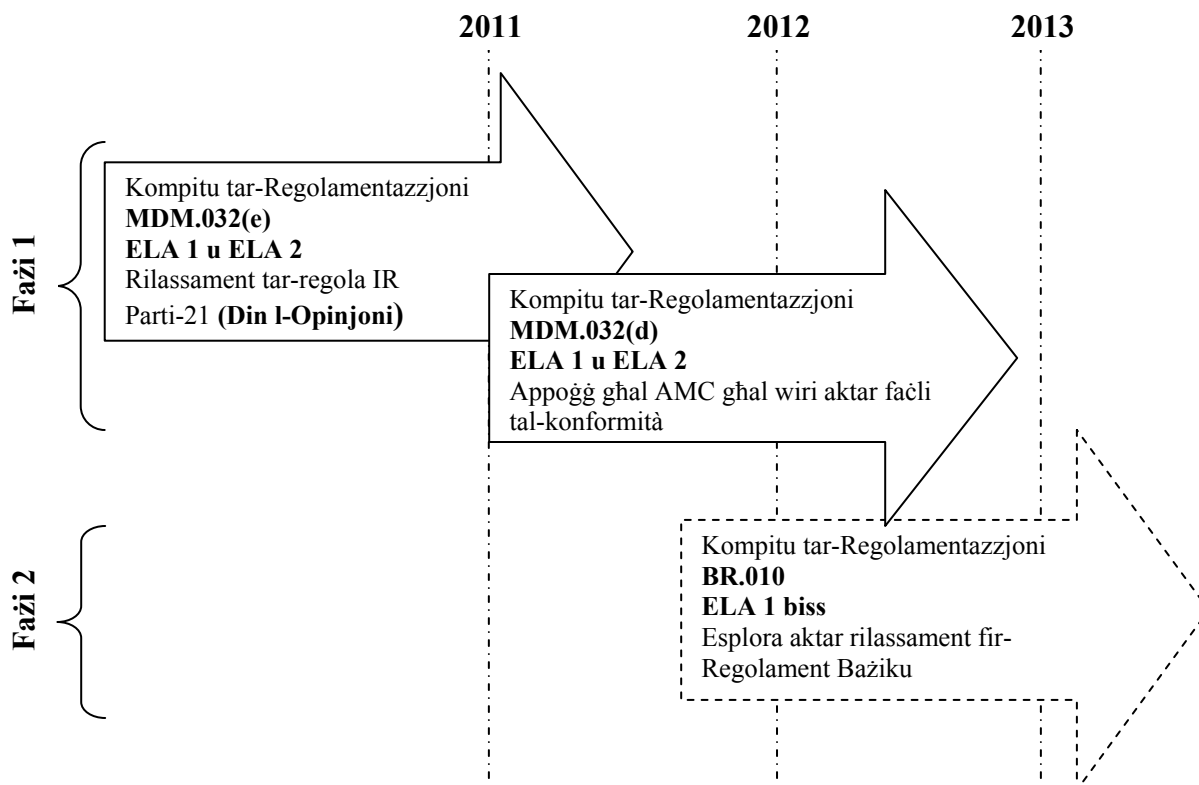 2011 2012 2013
Fażi 1
Kompitu tar-Regolamentazzjoni
MDM.032(e)
ELA 1 u ELA 2
Rilassament tar-regola IR
Parti-21 (Din l-Opinjoni)
Kompitu tar-Regolamentazzjoni
MDM.032(d)
ELA 1 u ELA 2
Appoġġ għal AMC għal wiri aktar faċli
tal-konformità
Fażi 2
Kompitu tar-Regolamentazzjoni
BR.010
ELA 1 biss
Esplora aktar rilassament fir-
Regolament Bażiku